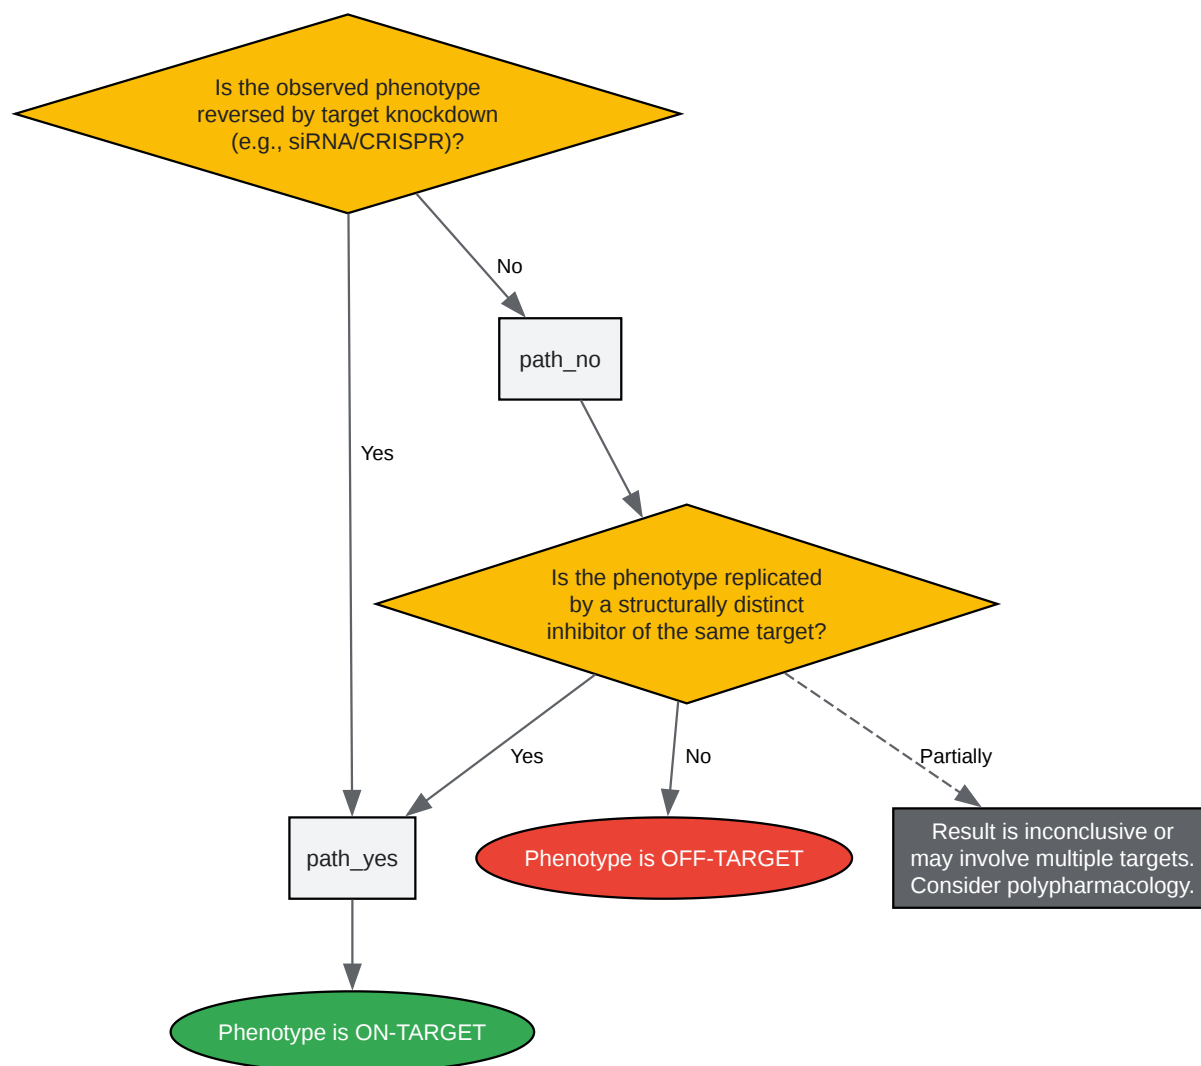 Is the observed phenotype
reversed by target knockdown
(e.g., siRNA/CRISPR)?
No
path_no
Yes
Is the phenotype replicated
by a structurally distinct
inhibitor of the same target?
Yes
No
Partially
path_yes
Phenotype is OFF-TARGET
Result is inconclusive or
may involve multiple targets.
Consider polypharmacology.
Phenotype is ON-TARGET